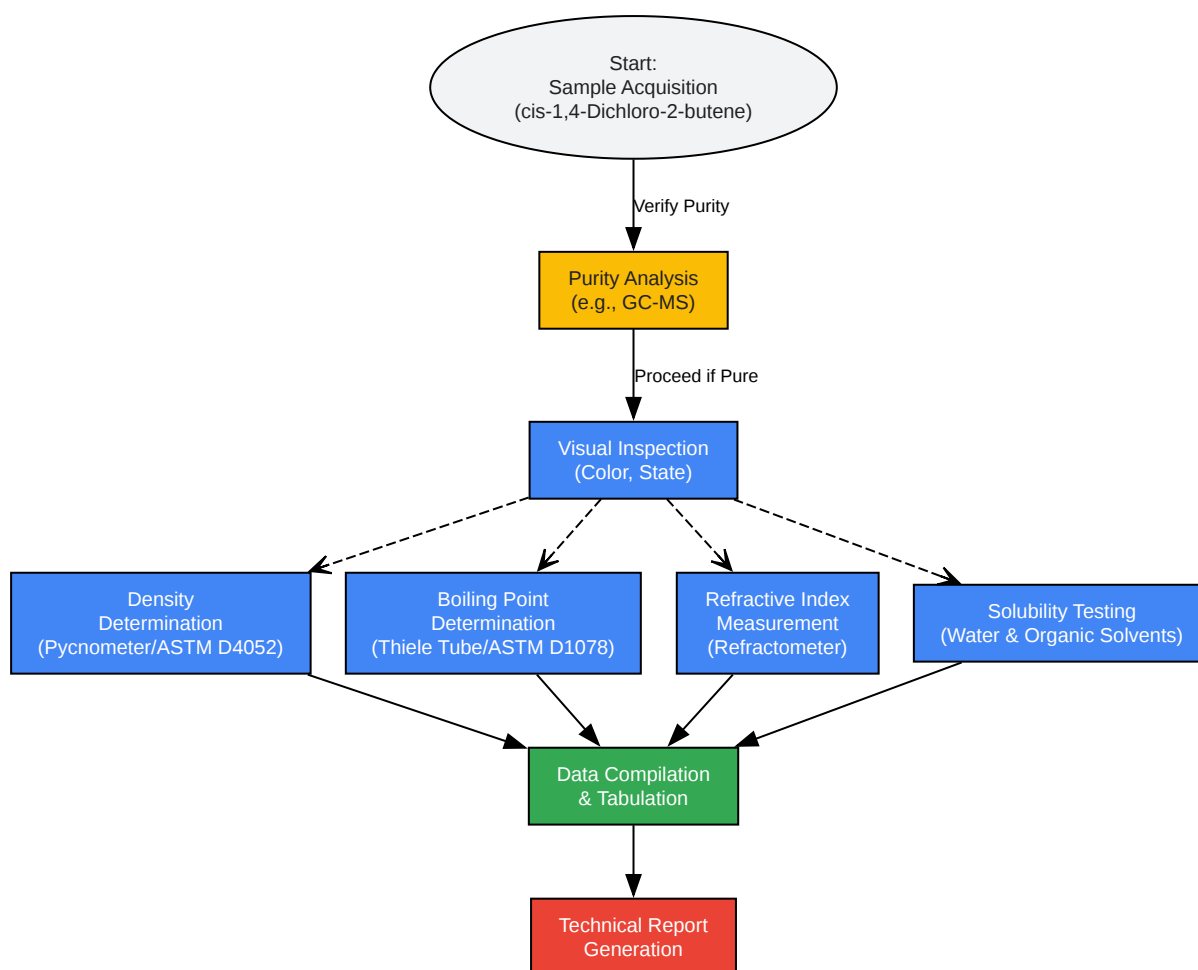 Start:
Sample Acquisition
(cis-1,4-Dichloro-2-butene)
Verify Purity
Purity Analysis
(e.g., GC-MS)
Proceed if Pure
Visual Inspection
(Color, State)
Density
Determination
(Pycnometer/ASTM D4052)
Boiling Point
Determination
(Thiele Tube/ASTM D1078)
Refractive Index
Measurement
(Refractometer)
Solubility Testing
(Water & Organic Solvents)
Data Compilation
& Tabulation
Technical Report
Generation